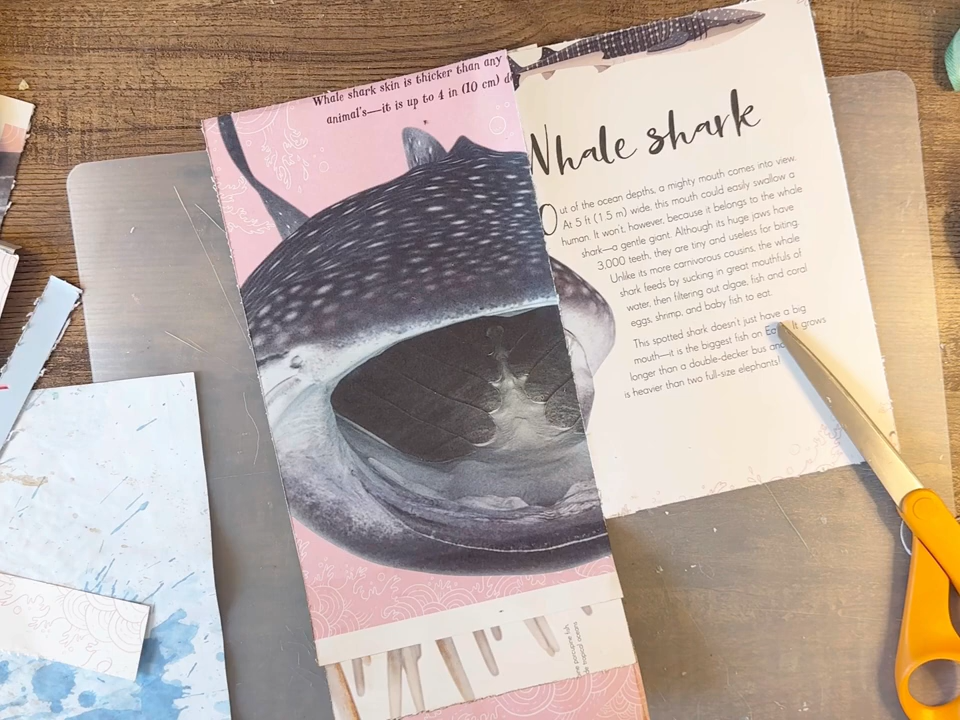 Whale shark skin is thicker than any
animal's—it is up to 4 in (10 cm)
Whale shark
Out of the ocean depths, a mighty mouth comes into view.
At 5 ft (1.5 m) wide, this mouth could easily swallow a
human. It won't, however, because it belongs to the whale
shark—a gentle giant. Although its huge jaws have
3,000 teeth, they are tiny and useless for biting.
Unlike its more carnivorous cousins, the whale
shark feeds by sucking in great mouthfuls of
water, then filtering out algae, fish and coral
eggs, shrimp, and baby fish to eat.
This spotted shark doesn't just have a big
mouth—it is the biggest fish on It grows
longer than a double-decker bus and
is heavier than two full-size elephants!
porcupine fish,
tropical oceans